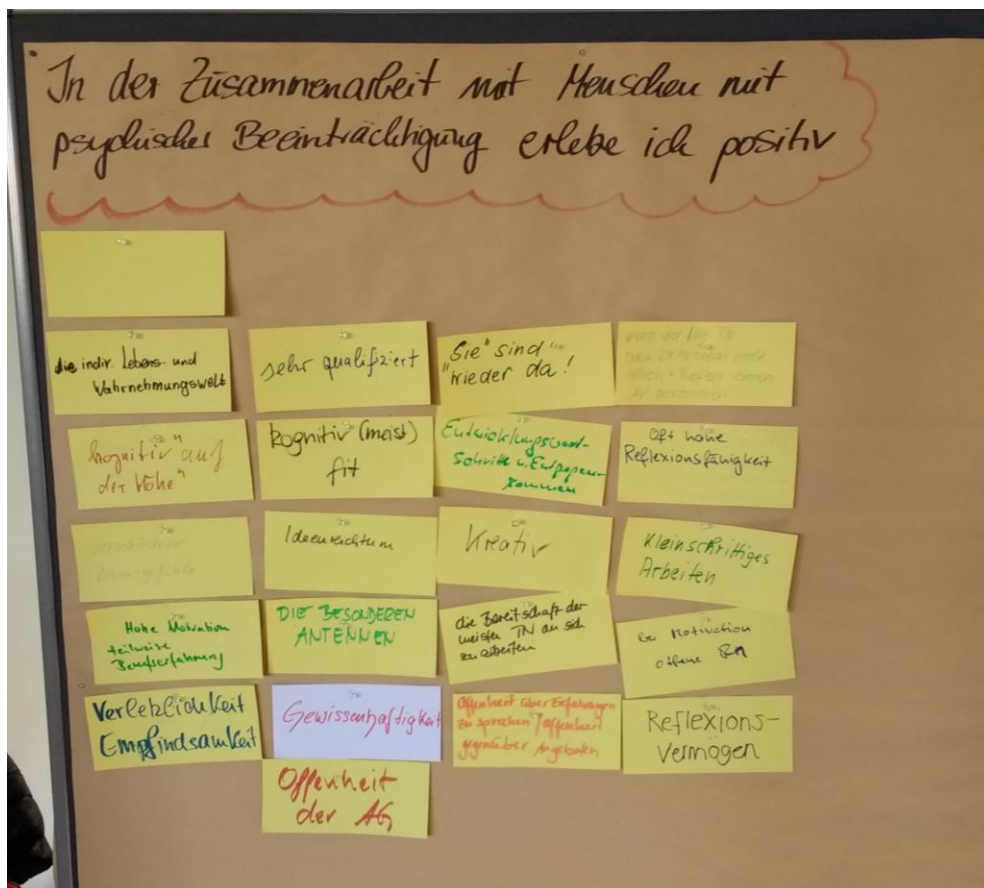 In der Zusammenarbeit mit Menschen mit
psychischer Beeinträchtigung erlebe ich positiv
die indiv. Lebens- und
Wahrnehmungswelt
sehr qualifiziert
"Sie" sind
wieder da!
kognitiv "auf
der Höhe"
kognitiv (meist)
fit
Schritte u. Entgegen-
kommen
Oft hohe
Reflexionsfähigkeit
verschiedene
Ideenreichtum
Kreativ
Kleinschrittiges
Arbeiten
Hohe Motivation
teilweise
Berufserfahrung
DIE BESONDEREN
ANTENNEN
die Bereitschaft der
meisten TN an sich
zu arbeiten
Bei Motivation
offene
Verletzlichkeit
Empfindsamkeit
Gewissenhaftigkeit
Offenheit über Erfahrungen
zu sprechen / Offenheit
gegenüber Angeboten
Reflexions-
vermögen
Offenheit
der AG